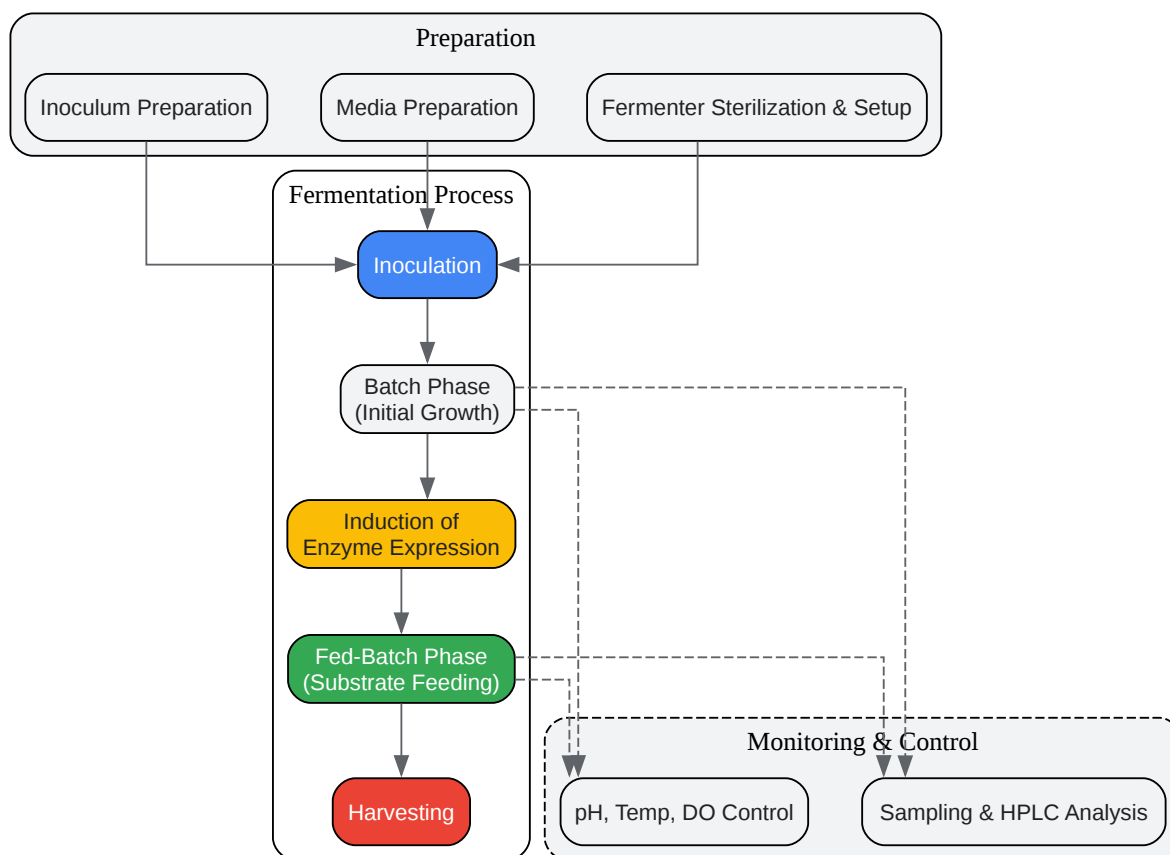 Preparation
Inoculum Preparation
Media Preparation
Fermenter Sterilization & Setup
Fermentation Process
Inoculation
Batch Phase
(Initial Growth)
Induction of
Enzyme Expression
Fed-Batch Phase
(Substrate Feeding)
Harvesting
Monitoring & Control
pH, Temp, DO Control
Sampling & HPLC Analysis